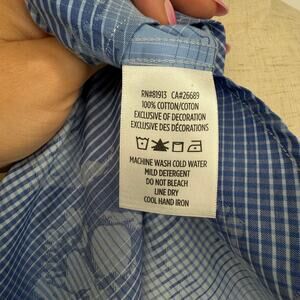 RN#81913 CA#26689
100% COTTON/COTON
EXCLUSIVE OF DECORATION
EXCLUSIVE DES DÉCORATIONS
MACHINE WASH COLD WATER
MILD DETERGENT
DO NOT BLEACH
LINE DRY
COOL HAND IRON